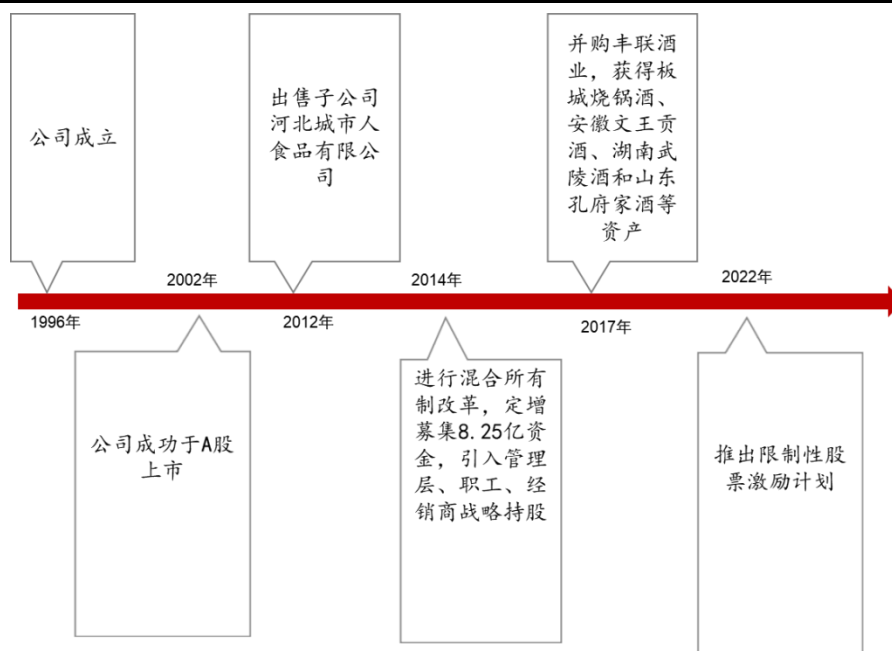 公司成立
出售子公司
河北城市人
食品有限公
司
并购丰联酒
业，获得板
城烧锅酒、
安徽文王贡
酒、湖南武
陵酒和山东
孔府家酒等
资产
2002年
2014年
2022年
1996年
2012年
2017年
公司成功于A股
上市
进行混合所有
制改革，定增
募集8.25亿资
金，引入管理
层、职工、经
销商战略持股
推出限制性股
票激励计划